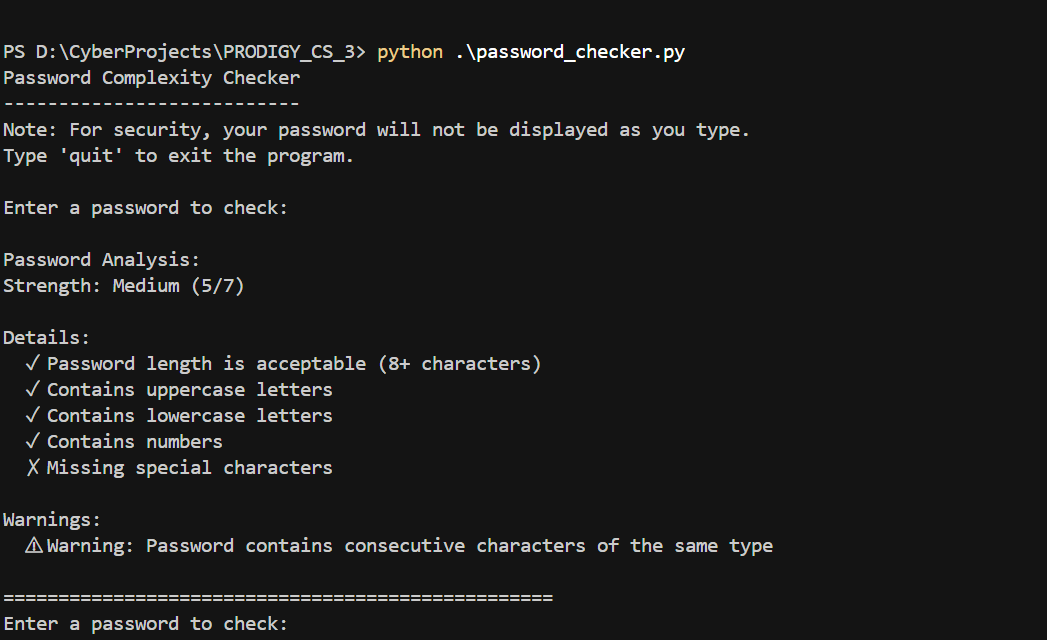 PS D:\CyberProjects\PRODIGY_CS_3> python .\password_checker.py
Password Complexity Checker
---------------------------
Note: For security, your password will not be displayed as you type.
Type 'quit' to exit the program.
Enter a password to check:
Password Analysis:
Strength: Medium (5/7)
Details:
✓ Password length is acceptable (8+ characters)
✓ Contains uppercase letters
✓ Contains lowercase letters
✓ Contains numbers
✗ Missing special characters
Warnings:
⚠ Warning: Password contains consecutive characters of the same type
==================================================
Enter a password to check: